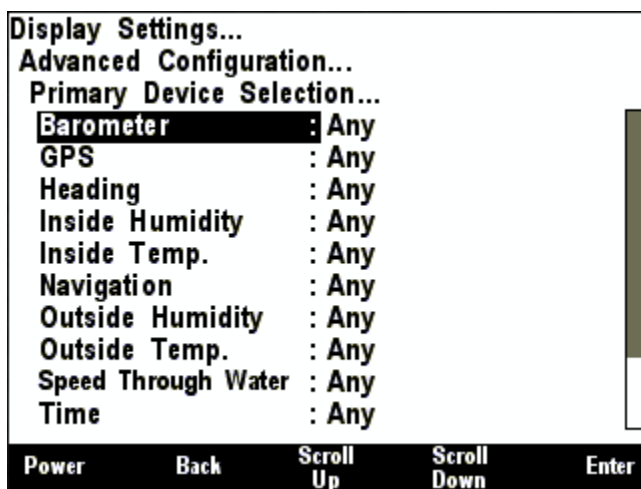 Display Settings...
Advanced Configuration...
Primary Device Selection...
Barometer : Any
GPS : Any
Heading : Any
Inside Humidity : Any
Inside Temp. : Any
Navigation : Any
Outside Humidity : Any
Outside Temp. : Any
Speed Through Water : Any
Time : Any
Power Back Scroll Up Scroll Down Enter